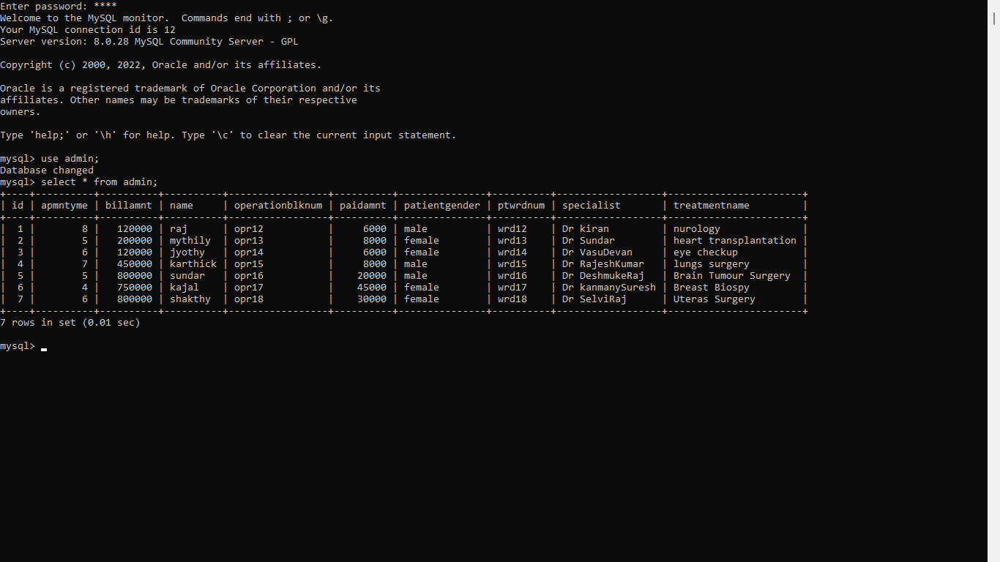 Enter password: ****
Welcome to the MySQL monitor.  Commands end with ; or \g.
Your MySQL connection id is 12
Server version: 8.0.28 MySQL Community Server - GPL
Copyright (c) 2000, 2022, Oracle and/or its affiliates.
Oracle is a registered trademark of Oracle Corporation and/or its
affiliates. Other names may be trademarks of their respective
owners.
Type 'help;' or '\h' for help. Type '\c' to clear the current input statement.
mysql> use admin;
Database changed
mysql> select * from admin;
+----+----------+----------+----------+-----------------+----------+---------------+----------+------------------+-----------------------+
| id | apmntyme | billamnt | name     | operationblknum | paidamnt | patientgender | ptwrdnum | specialist       | treatmentname         |
+----+----------+----------+----------+-----------------+----------+---------------+----------+------------------+-----------------------+
|  1 |        8 |   120000 | raj      | opr12           |     6000 | male          | wrd12    | Dr kiran         | nurology              |
|  2 |        5 |   200000 | mythily  | opr13           |     8000 | female        | wrd13    | Dr Sundar        | heart transplantation |
|  3 |        6 |   120000 | jyothy   | opr14           |     6000 | female        | wrd14    | Dr VasuDevan     | eye checkup           |
|  4 |        7 |   450000 | karthick | opr15           |     8000 | male          | wrd15    | Dr RajeshKumar   | lungs surgery         |
|  5 |        5 |   800000 | sundar   | opr16           |    20000 | male          | wrd16    | Dr DeshmukeRaj   | Brain Tumour Surgery  |
|  6 |        4 |   750000 | kajal    | opr17           |    45000 | female        | wrd17    | Dr kanmanySuresh | Breast Biospy         |
|  7 |        6 |   800000 | shakthy  | opr18           |    30000 | female        | wrd18    | Dr SelviRaj      | Uteras Surgery        |
+----+----------+----------+----------+-----------------+----------+---------------+----------+------------------+-----------------------+
7 rows in set (0.01 sec)
mysql>